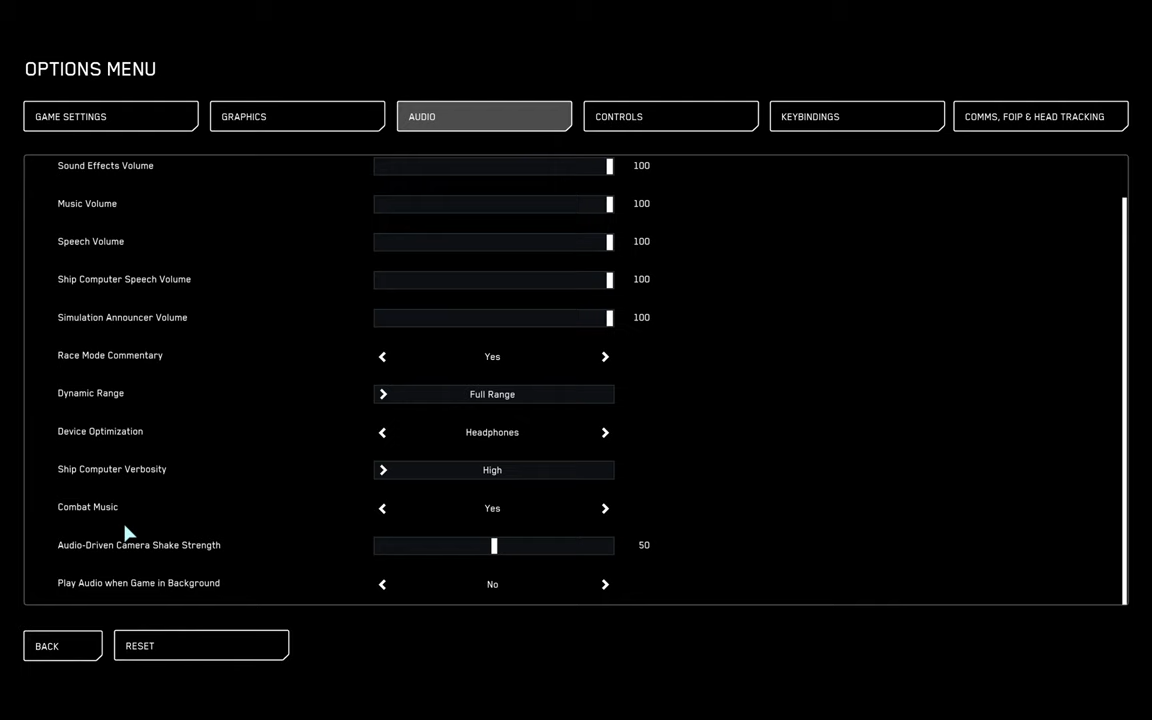 OPTIONS MENU
GAME SETTINGS
GRAPHICS
AUDIO
CONTROLS
KEYBINDINGS
COMMS, FOIP & HEAD TRACKING
Sound Effects Volume 100
Music Volume 100
Speech Volume 100
Ship Computer Speech Volume 100
Simulation Announcer Volume 100
Race Mode Commentary Yes
Dynamic Range Full Range
Device Optimization Headphones
Ship Computer Verbosity High
Combat Music Yes
Audio-Driven Camera Shake Strength 50
Play Audio when Game in Background No
BACK
RESET